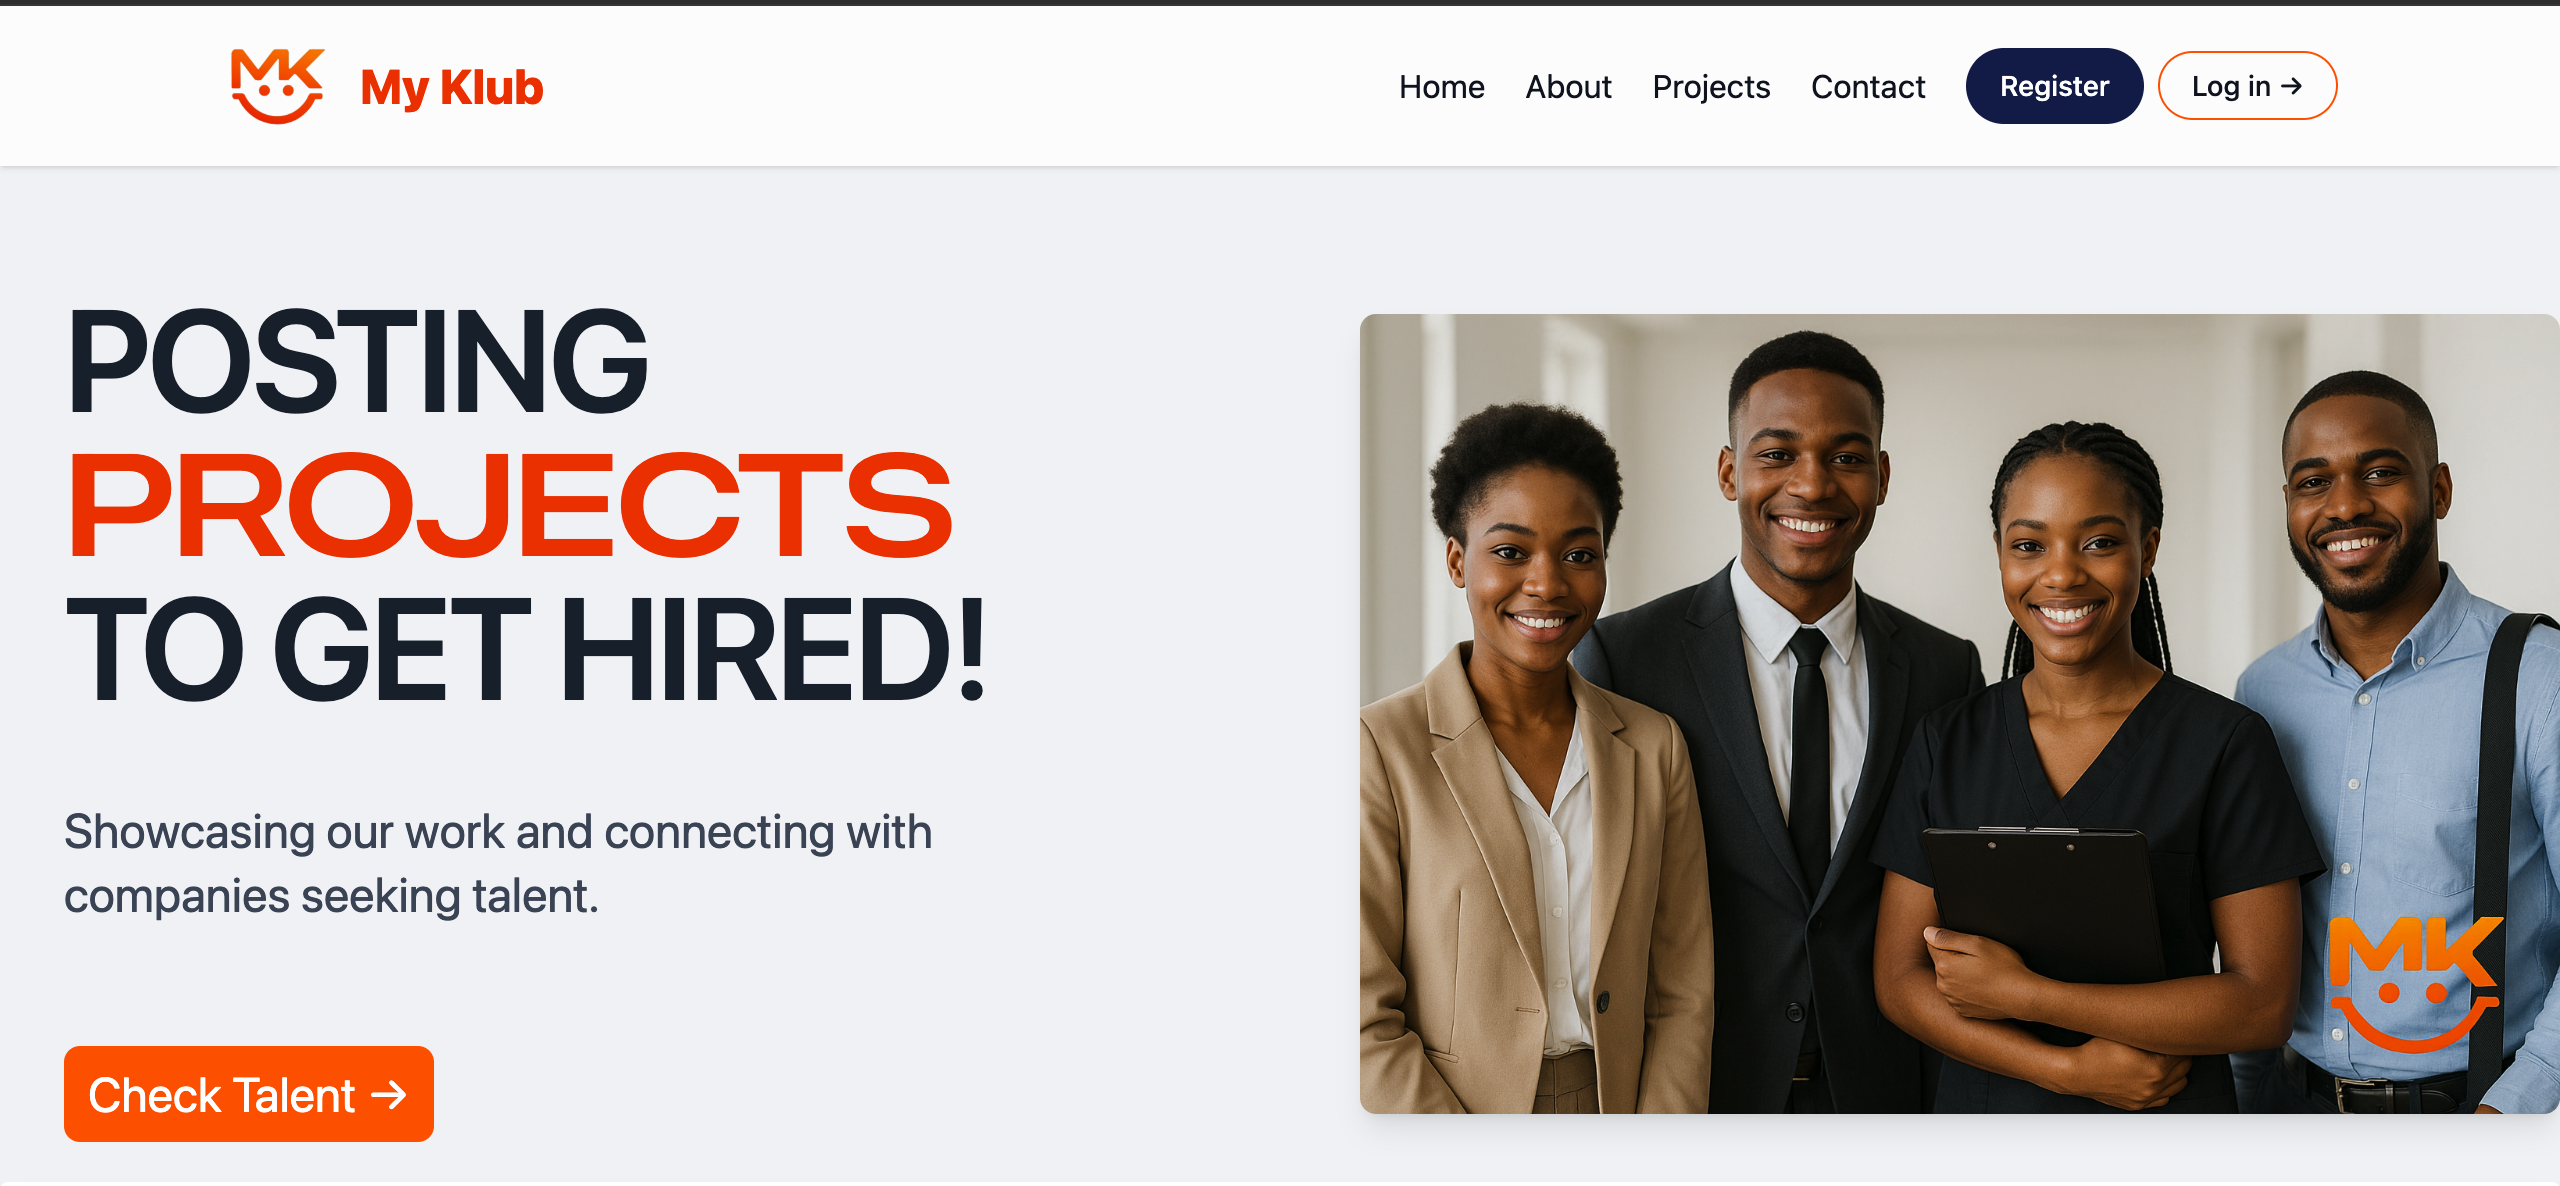 MK
My Klub
Home About Projects Contact Register Log in →
POSTING
PROJECTS
TO GET HIRED!
Showcasing our work and connecting with
companies seeking talent.
Check Talent →
MK